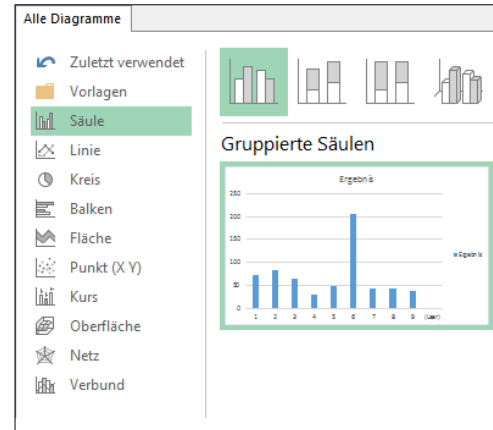 Alle Diagramme
Zuletzt verwendet
Vorlagen
Säule
Linie
Kreis
Balken
Fläche
Punkt (X Y)
Kurs
Oberfläche
Netz
Verbund
Gruppierte Säulen
Ergebnis
250
200
150
100
50
0
1 2 3 4 5 6 7 8 9 (Leer)
Ergebnis